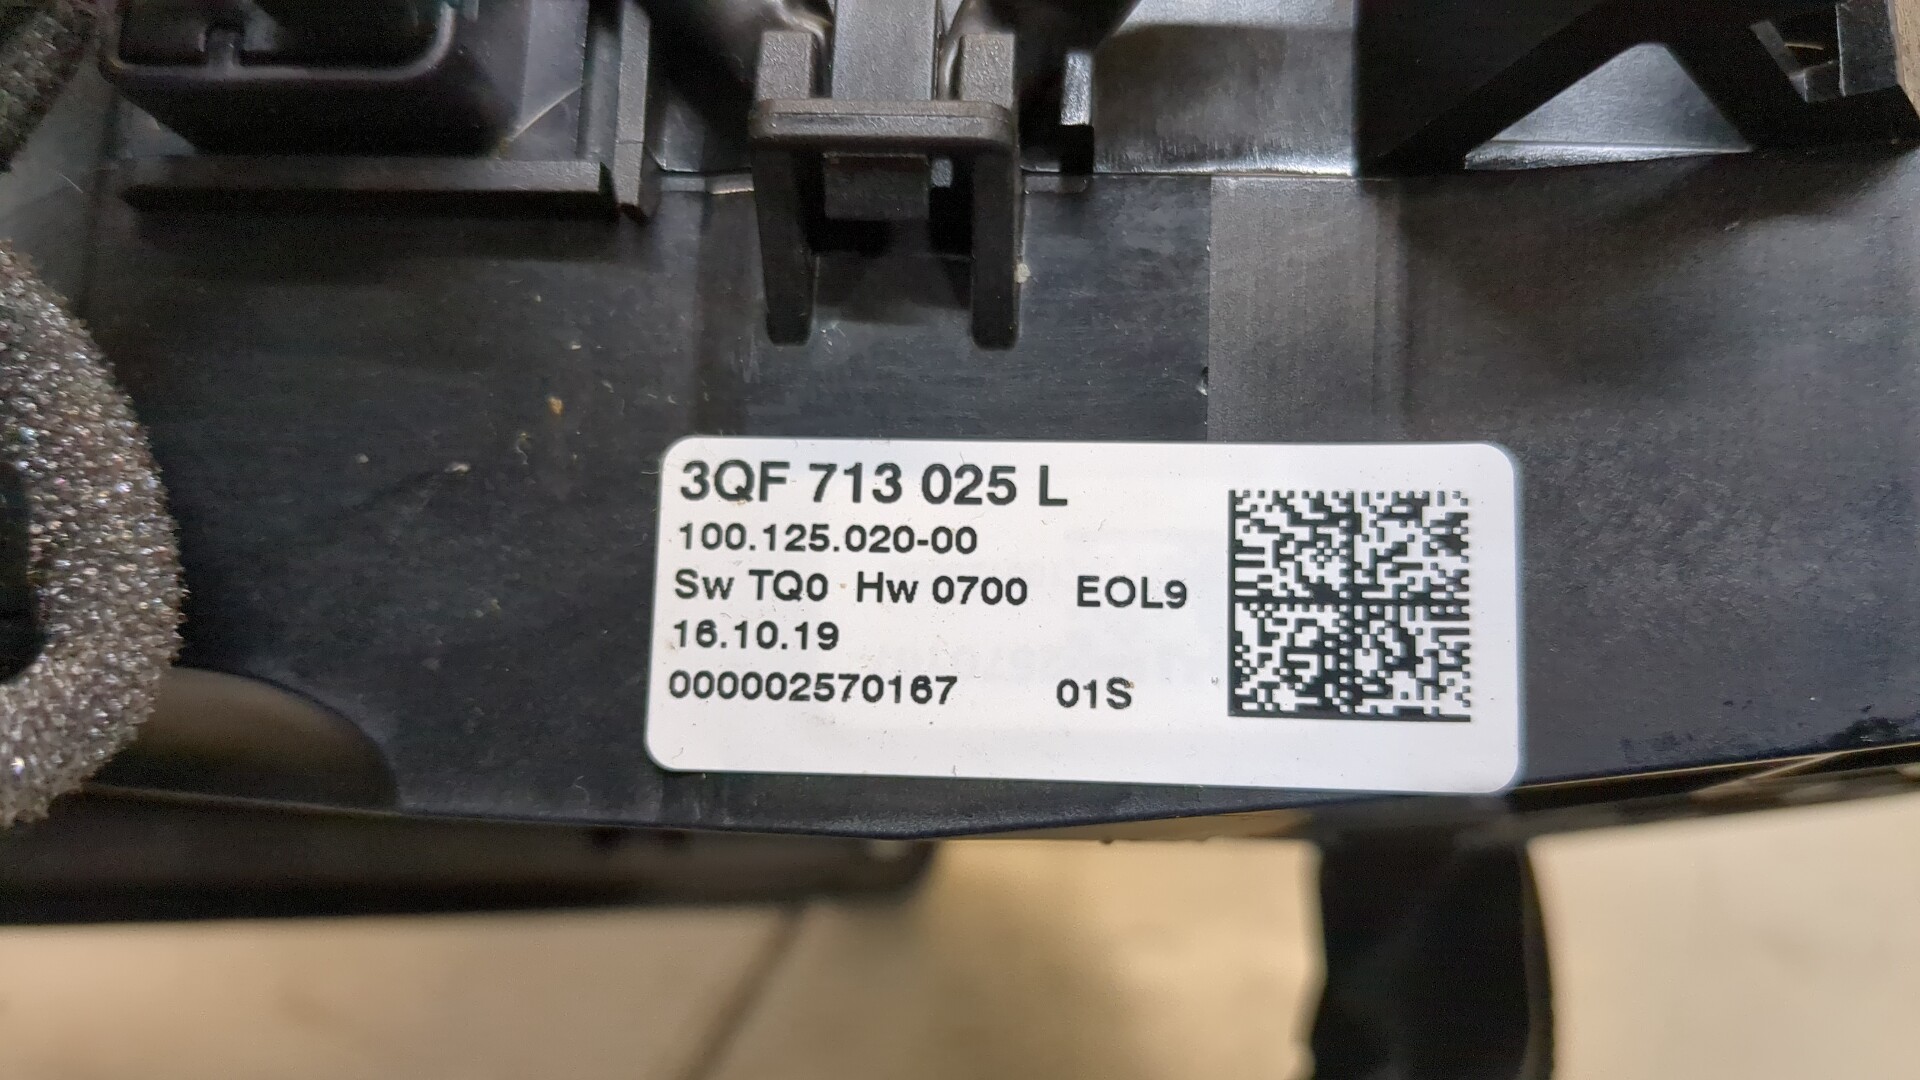 3QF 713 025 L
100.125.020-00
Sw TQ0 Hw 0700 EOL9
16.10.19
000002570167 01S